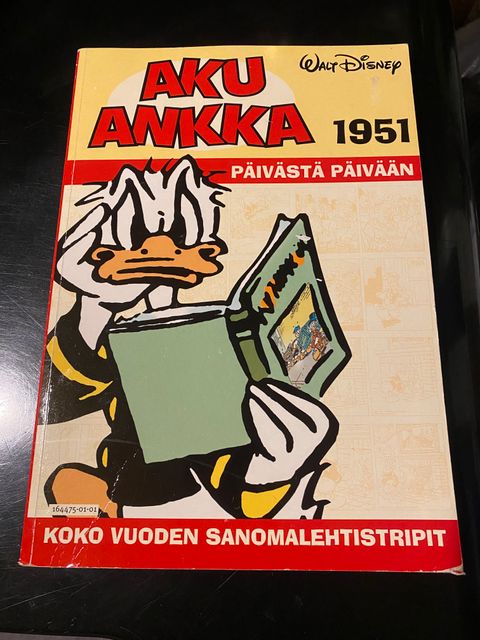 Walt Disney
AKU
ANKKA
1951
PÄIVÄSTÄ PÄIVÄÄN
164475-01-01
KOKO VUODEN SANOMALEHTISTRIPIT